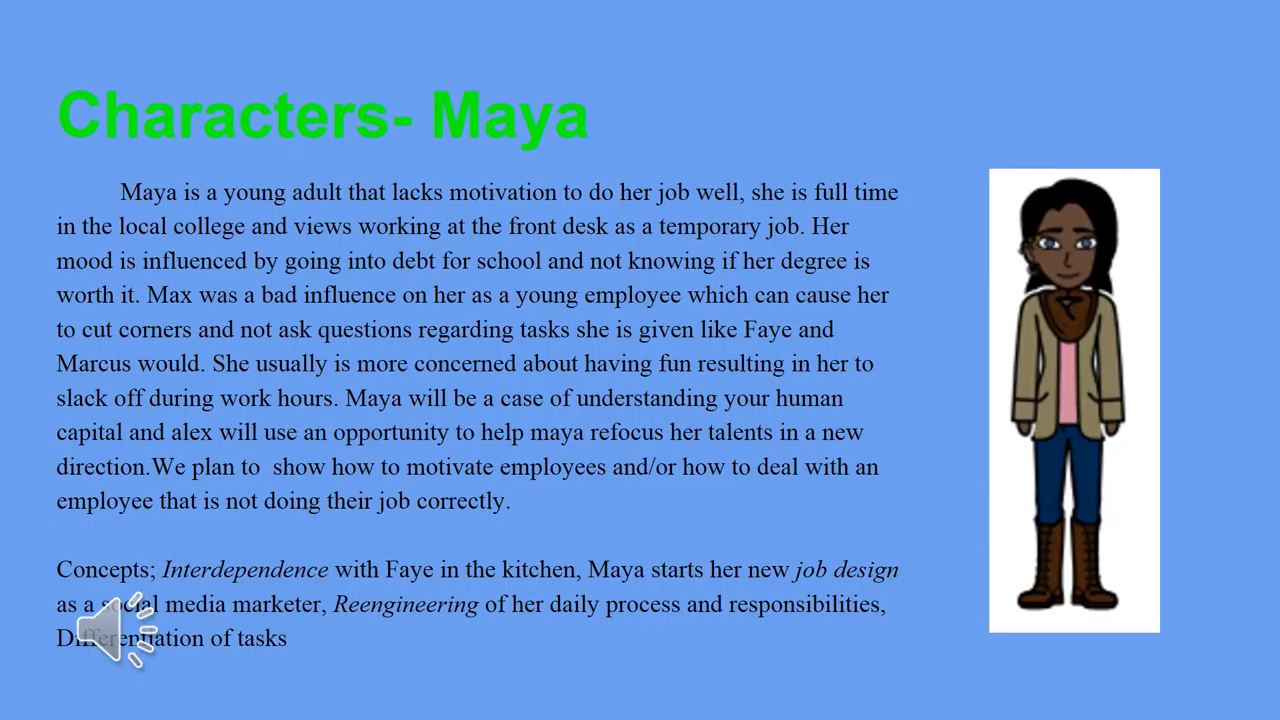 Characters- Maya
Maya is a young adult that lacks motivation to do her job well, she is full time
in the local college and views working at the front desk as a temporary job. Her
mood is influenced by going into debt for school and not knowing if her degree is
worth it. Max was a bad influence on her as a young employee which can cause her
to cut corners and not ask questions regarding tasks she is given like Faye and
Marcus would. She usually is more concerned about having fun resulting in her to
slack off during work hours. Maya will be a case of understanding your human
capital and alex will use an opportunity to help maya refocus her talents in a new
direction.We plan to  show how to motivate employees and/or how to deal with an
employee that is not doing their job correctly.
Concepts; Interdependence with Faye in the kitchen, Maya starts her new job design
as a social media marketer, Reengineering of her daily process and responsibilities,
Differentiation of tasks